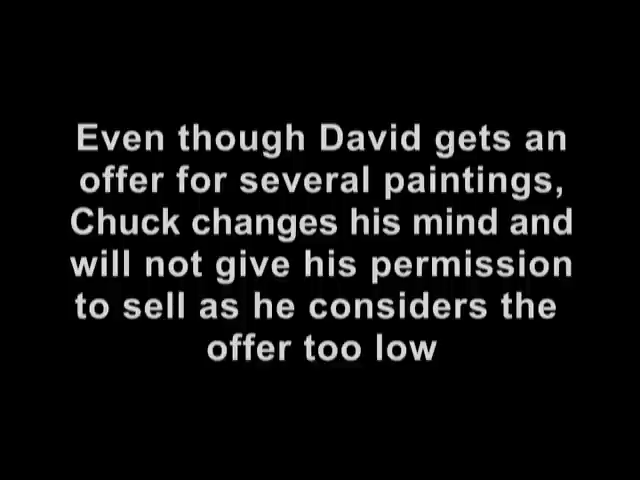 Even though David gets an
offer for several paintings,
Chuck changes his mind and
will not give his permission
to sell as he considers the
offer too low